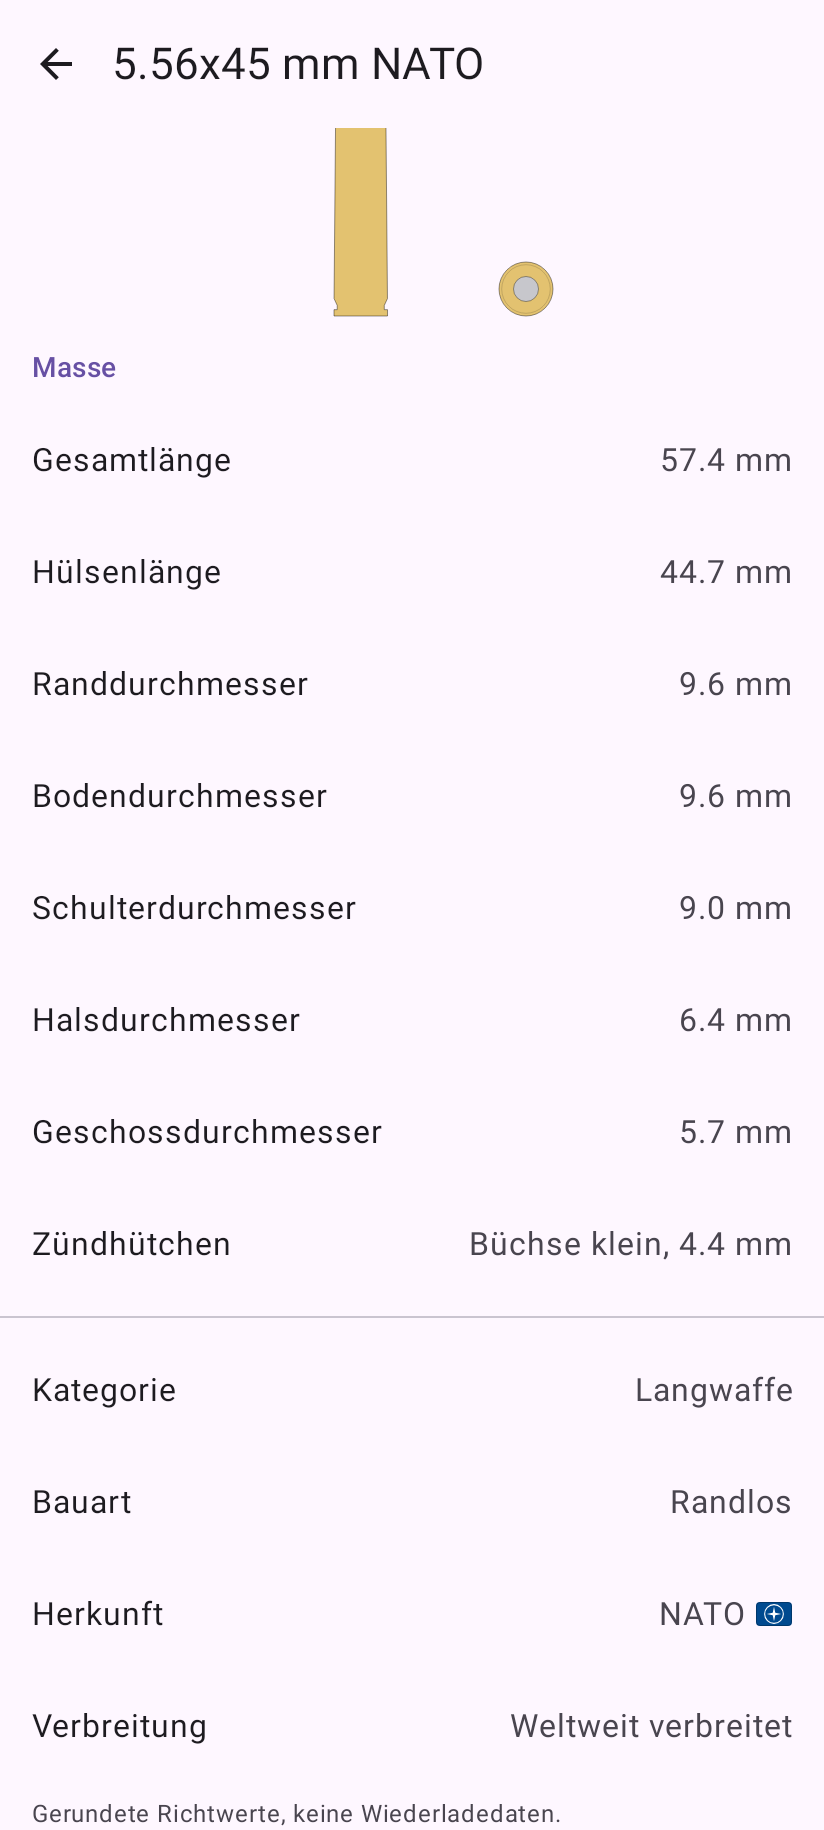 5.56x45 mm NATO
Masse
Gesamtlänge 57.4 mm
Hülsenlänge 44.7 mm
Randdurchmesser 9.6 mm
Bodendurchmesser 9.6 mm
Schulterdurchmesser 9.0 mm
Halsdurchmesser 6.4 mm
Geschossdurchmesser 5.7 mm
Zündhütchen Büchse klein, 4.4 mm
Kategorie Langwaffe
Bauart Randlos
Herkunft NATO
Verbreitung Weltweit verbreitet
Gerundete Richtwerte, keine Wiederladedaten.